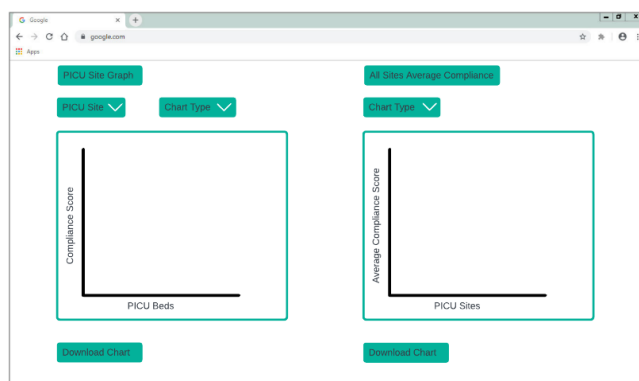 Google
google.com
Apps
PICU Site Graph
All Sites Average Compliance
PICU Site
Chart Type
Chart Type
Compliance Score
PICU Beds
Average Compliance Score
PICU Sites
Download Chart
Download Chart